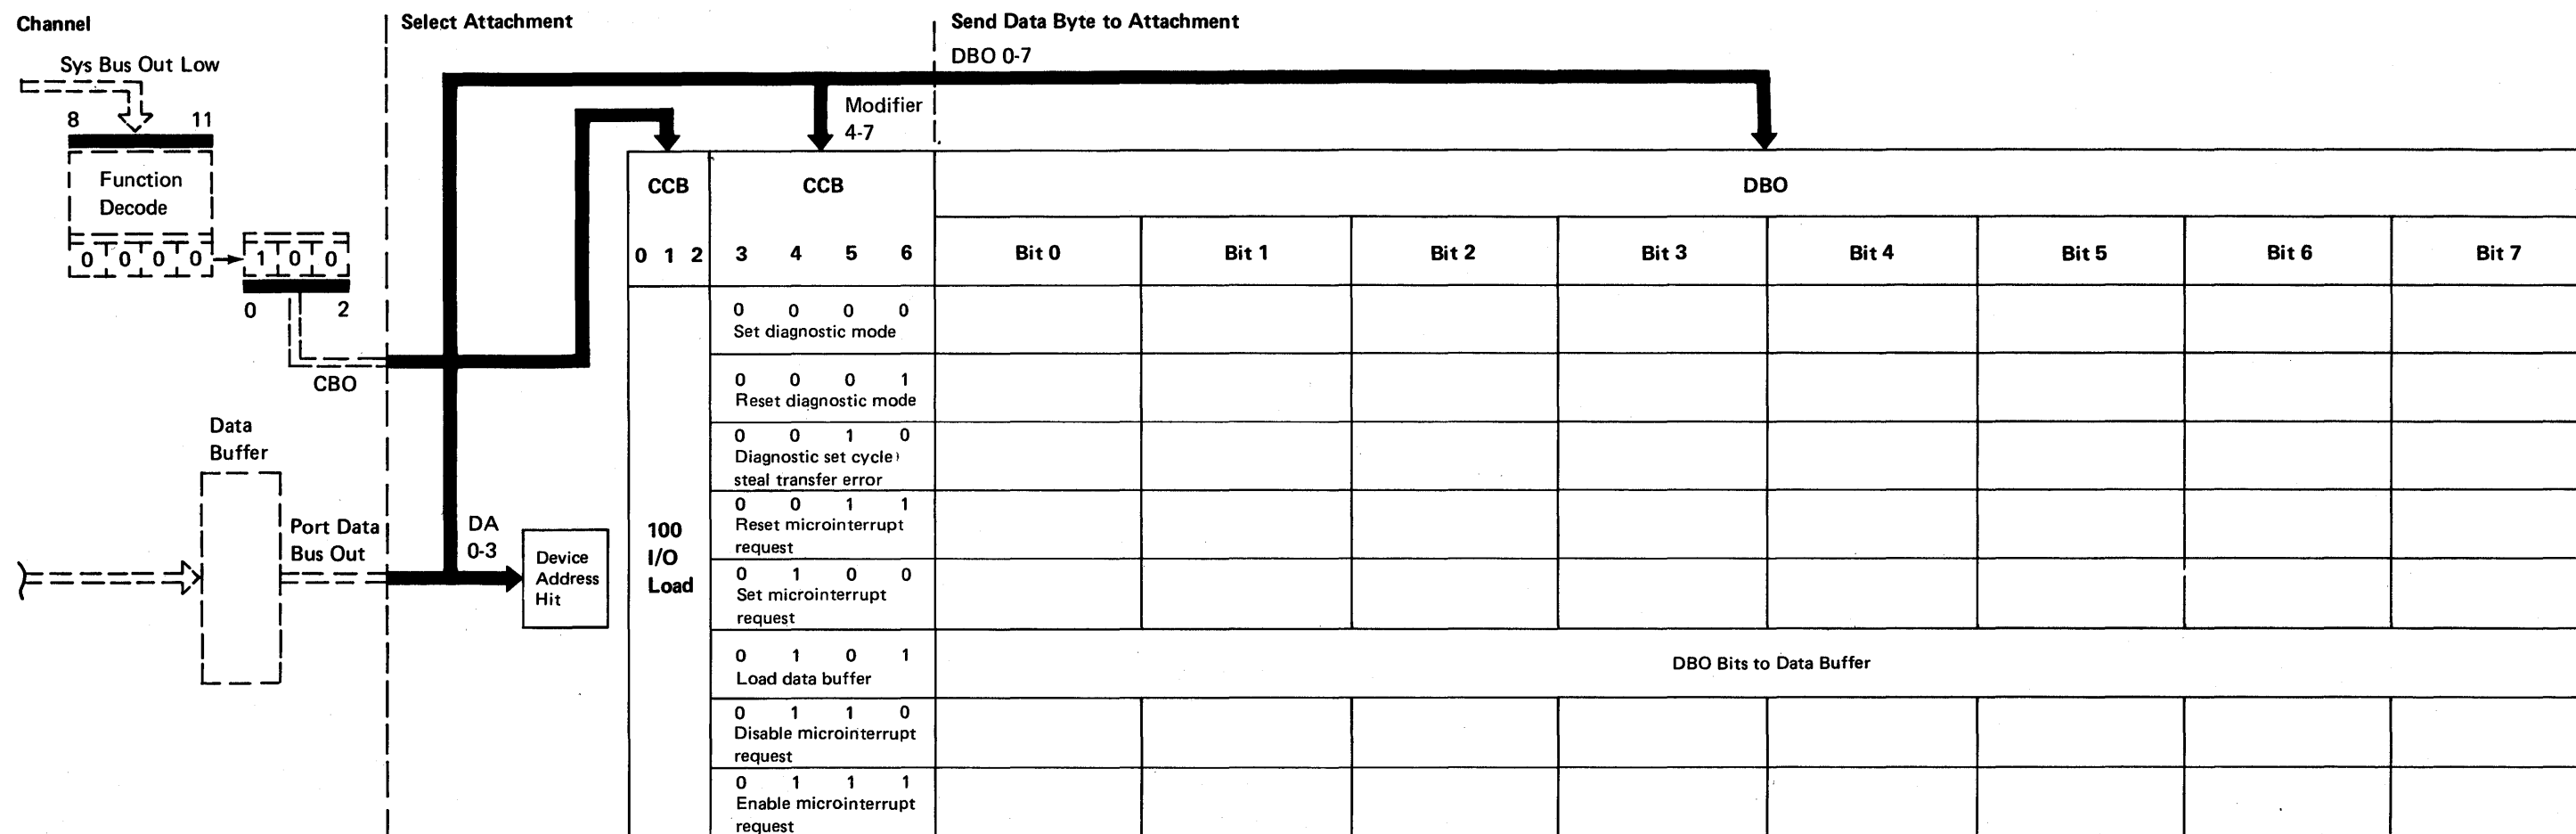 Channel
Select Attachment
Send Data Byte to Attachment
DBO 0-7
Sys Bus Out Low
8 11
Function
Decode
0 0 0 0
1 0 0
0 2
CBO
Data
Buffer
Port Data
Bus Out
DA
0-3
Device
Address
Hit
Modifier
4-7
CCB CCB DBO
0 1 2 3 4 5 6 Bit 0 Bit 1 Bit 2 Bit 3 Bit 4 Bit 5 Bit 6 Bit 7
100
I/O
Load
0 0 0 0
Set diagnostic mode
0 0 0 1
Reset diagnostic mode
0 0 1 0
Diagnostic set cycle
steal transfer error
0 0 1 1
Reset microinterrupt
request
0 1 0 0
Set microinterrupt
request
0 1 0 1
Load data buffer
DBO Bits to Data Buffer
0 1 1 0
Disable microinterrupt
request
0 1 1 1
Enable microinterrupt
request